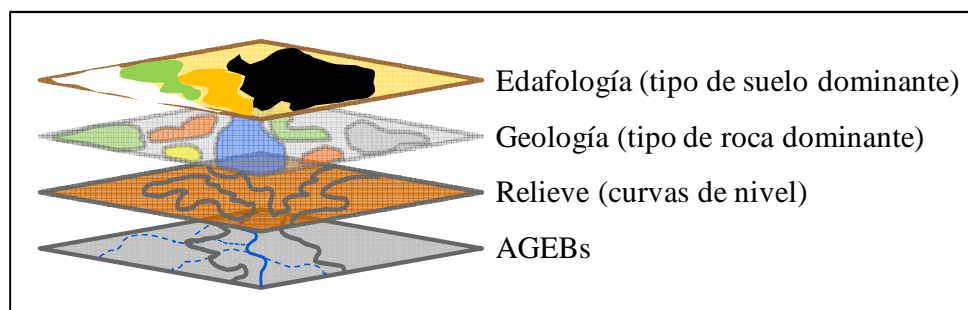 Edafología (tipo de suelo dominante)
Geología (tipo de roca dominante)
Relieve (curvas de nivel)
AGEBs